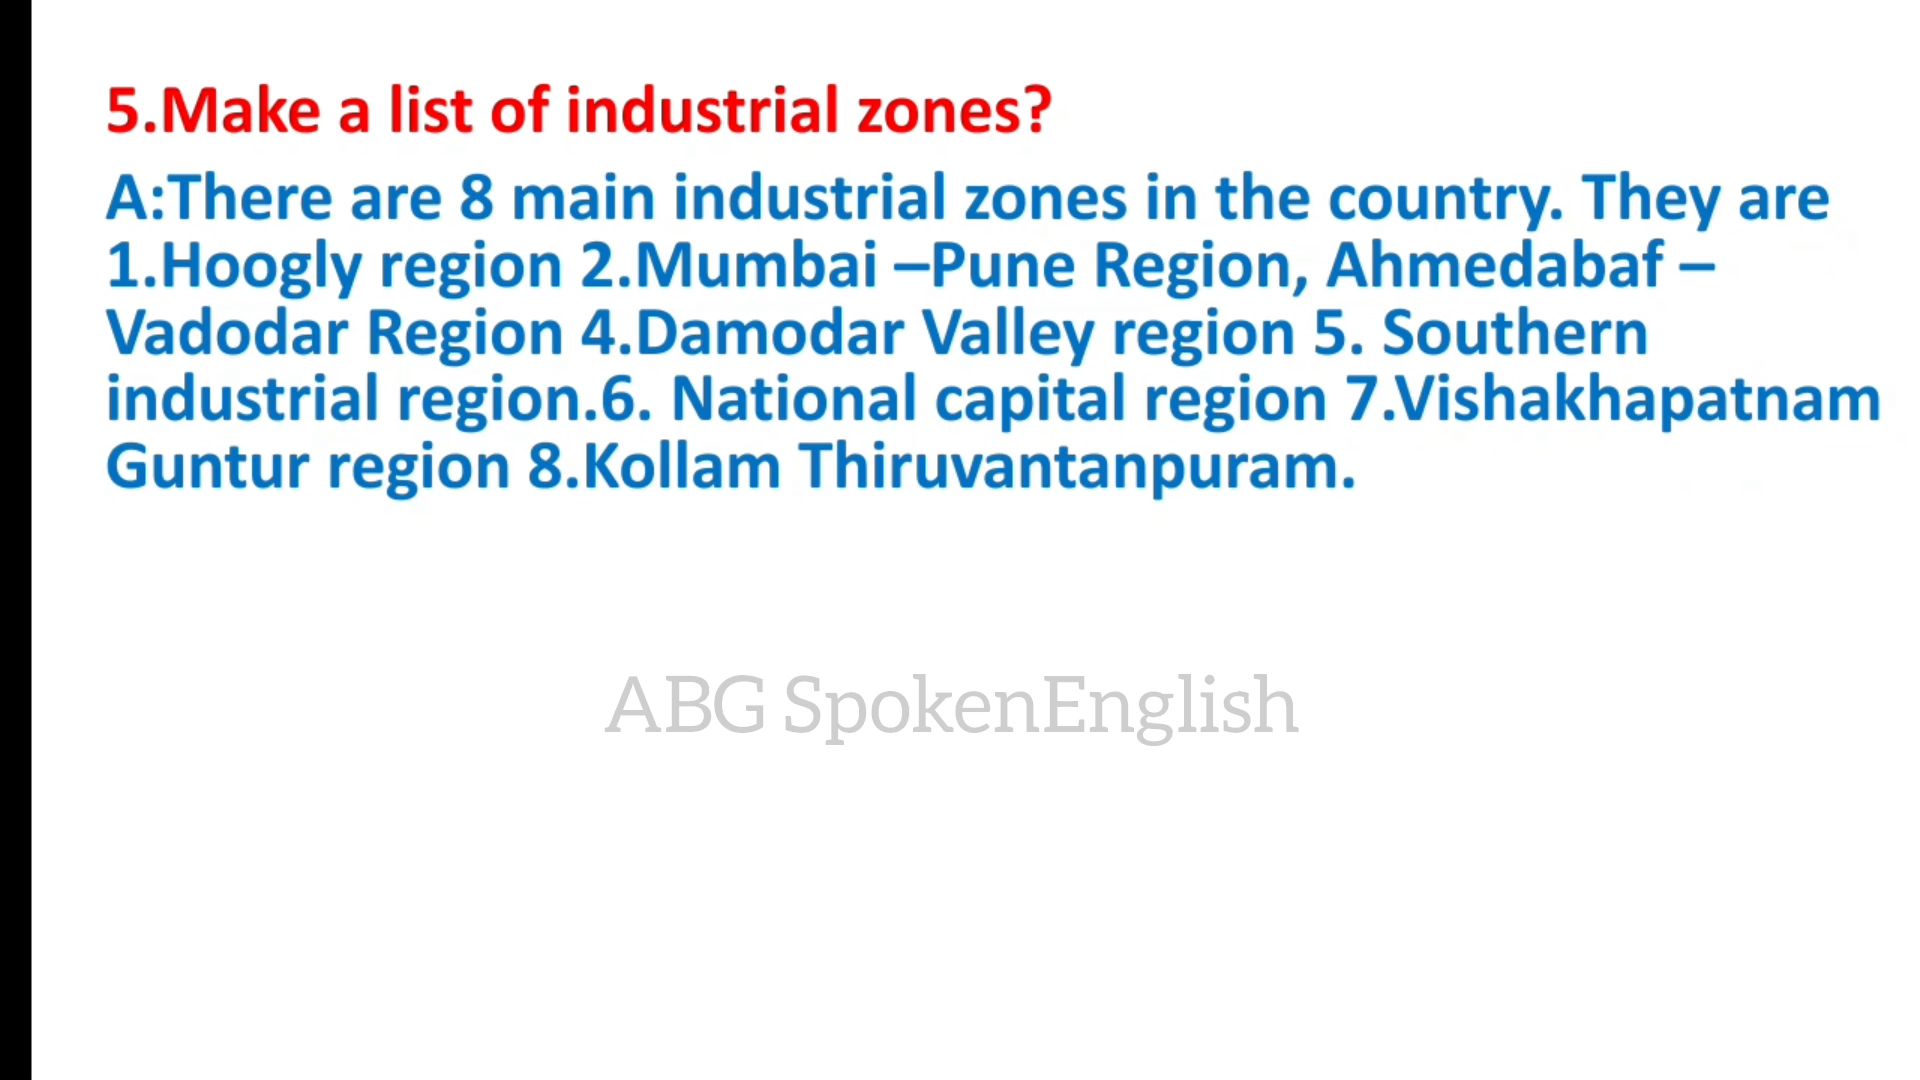 5.Make a list of industrial zones?
A:There are 8 main industrial zones in the country. They are
1.Hoogly region 2.Mumbai –Pune Region, Ahmedabaf –
Vadodar Region 4.Damodar Valley region 5. Southern
industrial region.6. National capital region 7.Vishakhapatnam
Guntur region 8.Kollam Thiruvantanpuram.
ABG SpokenEnglish